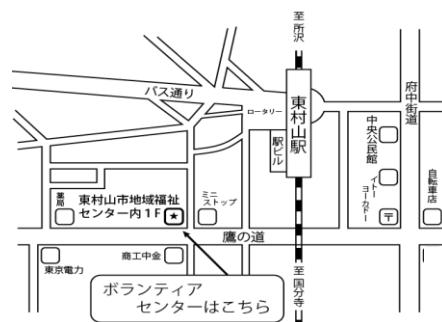 至所沢
バス通り
ロータリー
東村山駅
駅ビル
中央公民館
府中街道
イトーヨーカドー
自転車店
薬局
東村山市地域福祉
センター内1F
★
ミニ
ストップ
〒
鷹の道
東京電力
商工中金
至国分寺
ボランティア
センターはこちら